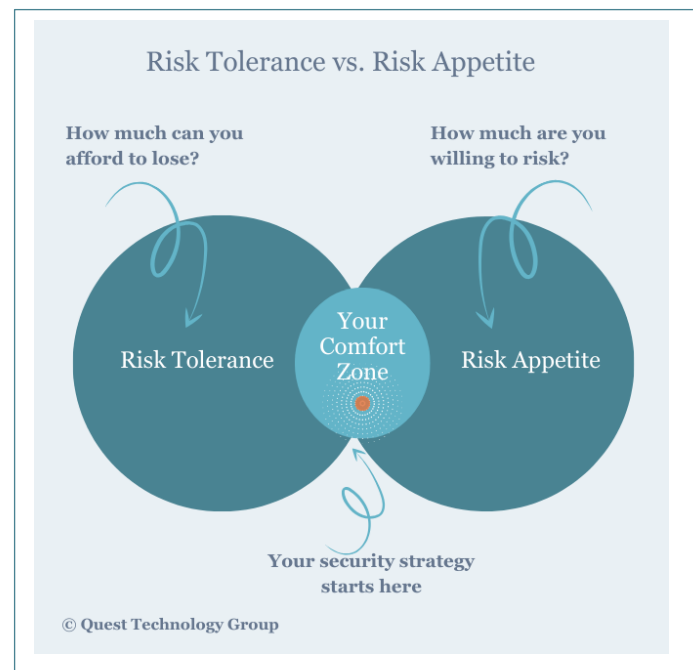 Risk Tolerance vs. Risk Appetite
How much can you
afford to lose?
How much are you
willing to risk?
Risk Tolerance
Your
Comfort
Zone
Risk Appetite
Your security strategy
starts here
© Quest Technology Group